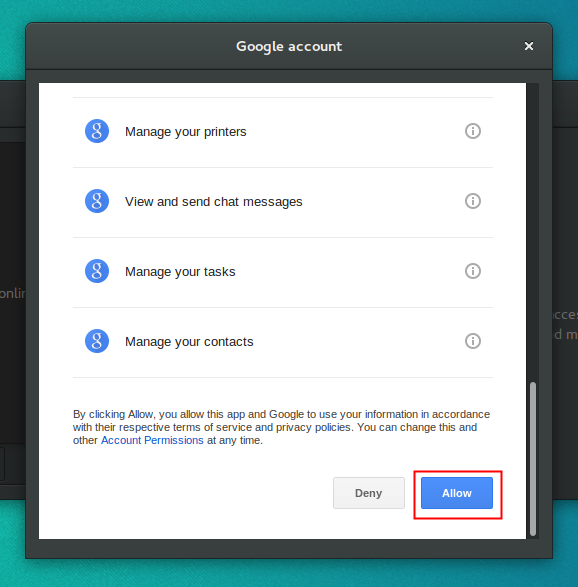 Google account
Manage your printers
View and send chat messages
Manage your tasks
Manage your contacts
By clicking Allow, you allow this app and Google to use your information in accordance
with their respective terms of service and privacy policies. You can change this and
other Account Permissions at any time.
Deny
Allow